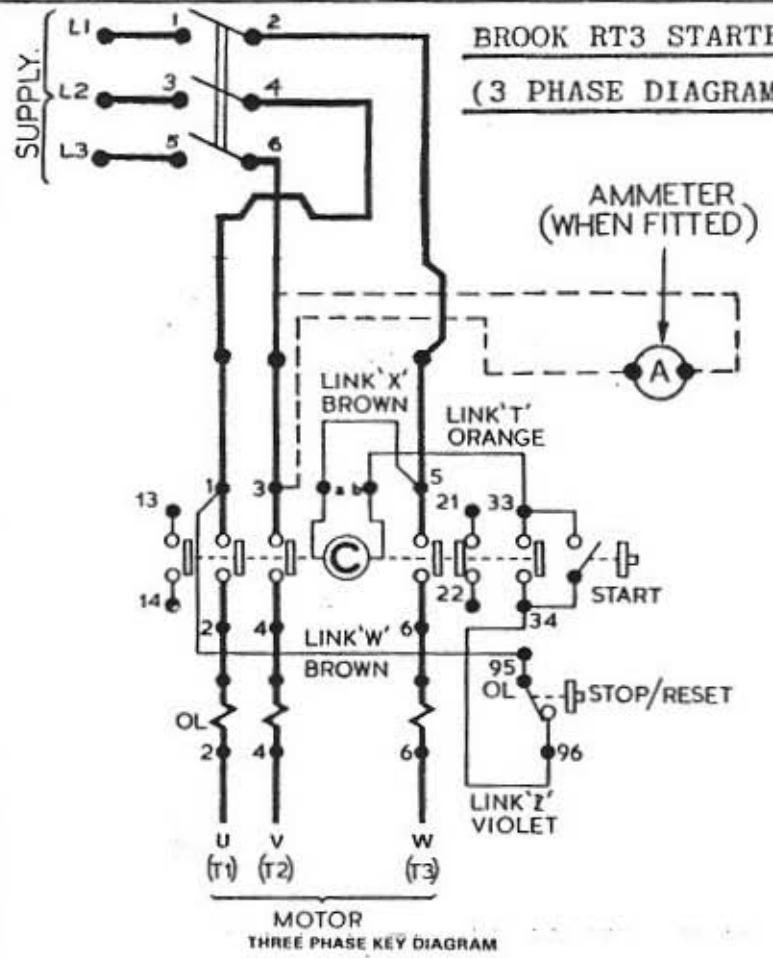 BROOK RT3
(3 PHASE DIAGRAM
SUPPLY.
L1 1 2
L2 3 4
L3 5 6
AMMETER
(WHEN FITTED)
A
LINK 'X'
BROWN
LINK 'T'
ORANGE
13 1 3 a b 5 21 33
C
14 22 34
START
2 4 6
LINK 'W'
BROWN
95
OL
STOP/RESET
OL
2 4 6 96
LINK 'Z'
VIOLET
U V W
(T1) (T2) (T3)
MOTOR
THREE PHASE KEY DIAGRAM